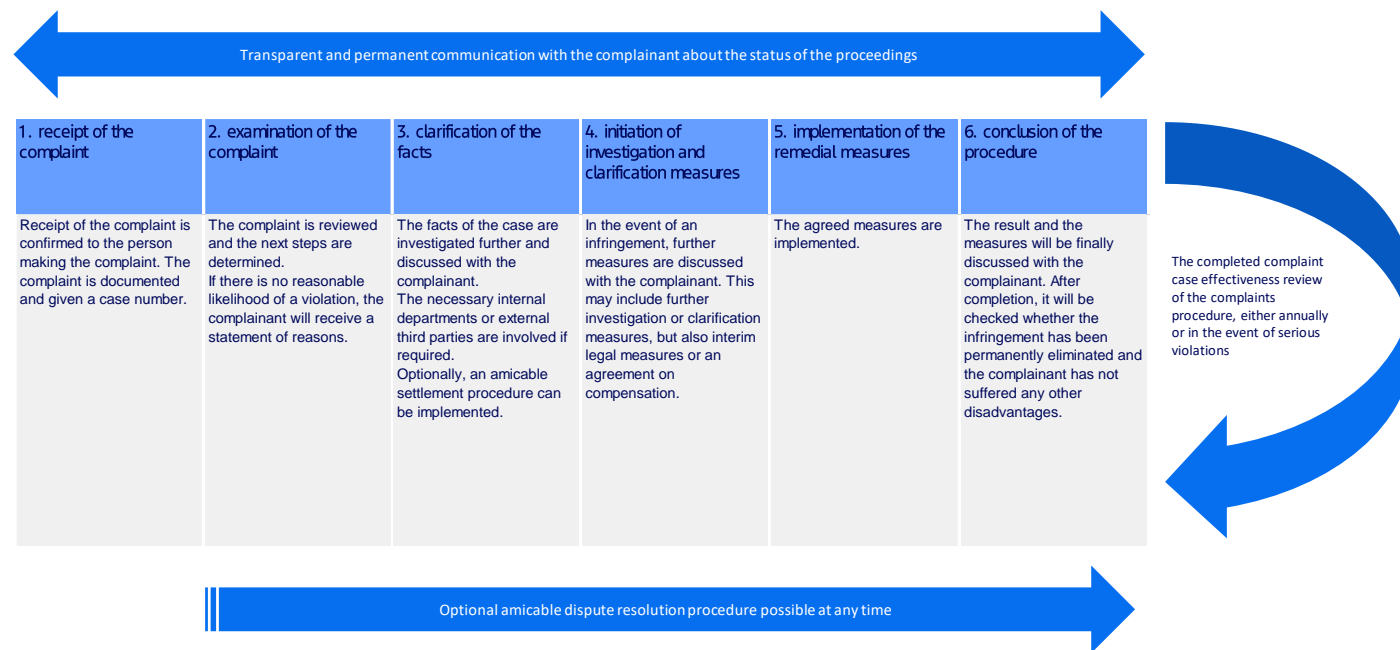 Transparent and permanent communication with the complainant about the status of the proceedings
1. receipt of the
complaint
Receipt of the complaint is
confirmed to the person
making the complaint. The
complaint is documented
and given a case number.
2. examination of the
complaint
The complaint is reviewed
and the next steps are
determined.
If there is no reasonable
likelihood of a violation, the
complainant will receive a
statement of reasons.
3. clarification of the
facts
The facts of the case are
investigated further and
discussed with the
complainant.
The necessary internal
departments or external
third parties are involved if
required.
Optionally, an amicable
settlement procedure can
be implemented.
4. initiation of
investigation and
clarification measures
In the event of an
infringement, further
measures are discussed
with the complainant. This
may include further
investigation or clarification
measures, but also interim
legal measures or an
agreement on
compensation.
5. implementation of the
remedial measures
The agreed measures are
implemented.
6. conclusion of the
procedure
The result and the
measures will be finally
discussed with the
complainant. After
completion, it will be
checked whether the
infringement has been
permanently eliminated and
the complainant has not
suffered any other
disadvantages.
The completed complaint
case effectiveness review
of the complaints
procedure, either annually
or in the event of serious
violations
Optional amicable dispute resolution procedure possible at any time